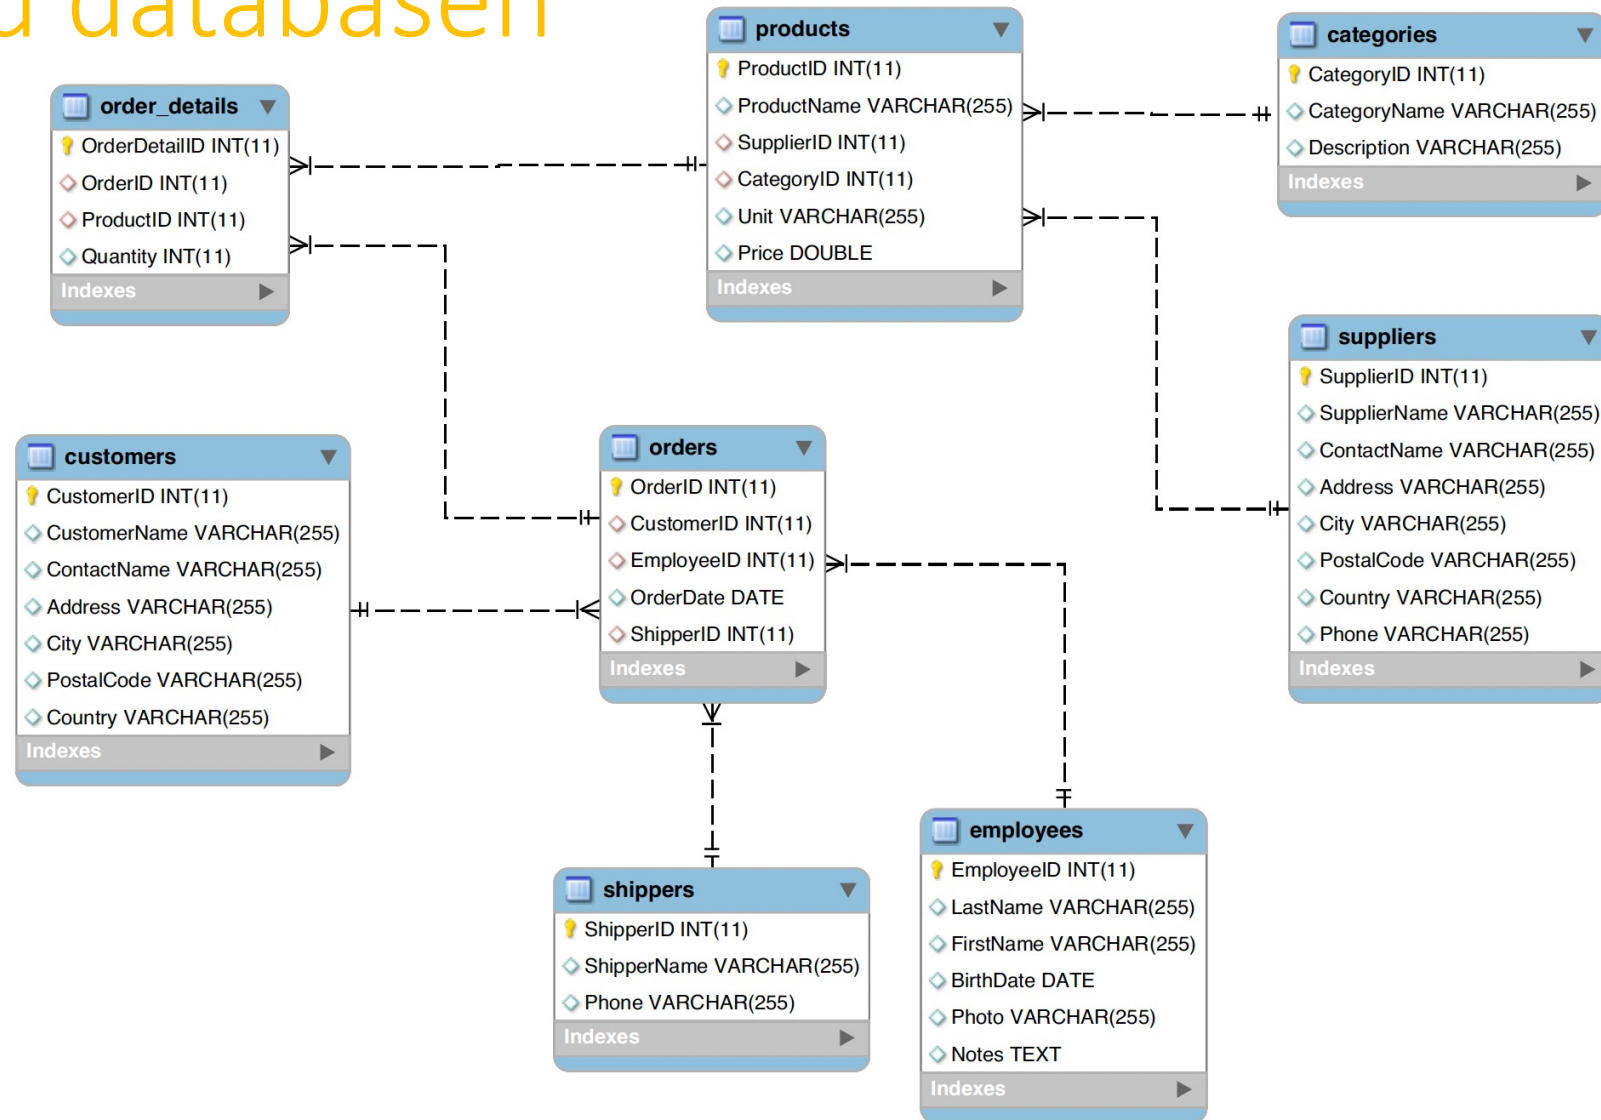 databasen
order_details
OrderDetailID INT(11)
OrderID INT(11)
ProductID INT(11)
Quantity INT(11)
Indexes
products
ProductID INT(11)
ProductName VARCHAR(255)
SupplierID INT(11)
CategoryID INT(11)
Unit VARCHAR(255)
Price DOUBLE
Indexes
categories
CategoryID INT(11)
CategoryName VARCHAR(255)
Description VARCHAR(255)
Indexes
suppliers
SupplierID INT(11)
SupplierName VARCHAR(255)
ContactName VARCHAR(255)
Address VARCHAR(255)
City VARCHAR(255)
PostalCode VARCHAR(255)
Country VARCHAR(255)
Phone VARCHAR(255)
Indexes
customers
CustomerID INT(11)
CustomerName VARCHAR(255)
ContactName VARCHAR(255)
Address VARCHAR(255)
City VARCHAR(255)
PostalCode VARCHAR(255)
Country VARCHAR(255)
Indexes
orders
OrderID INT(11)
CustomerID INT(11)
EmployeeID INT(11)
OrderDate DATE
ShipperID INT(11)
Indexes
shippers
ShipperID INT(11)
ShipperName VARCHAR(255)
Phone VARCHAR(255)
Indexes
employees
EmployeeID INT(11)
LastName VARCHAR(255)
FirstName VARCHAR(255)
BirthDate DATE
Photo VARCHAR(255)
Notes TEXT
Indexes